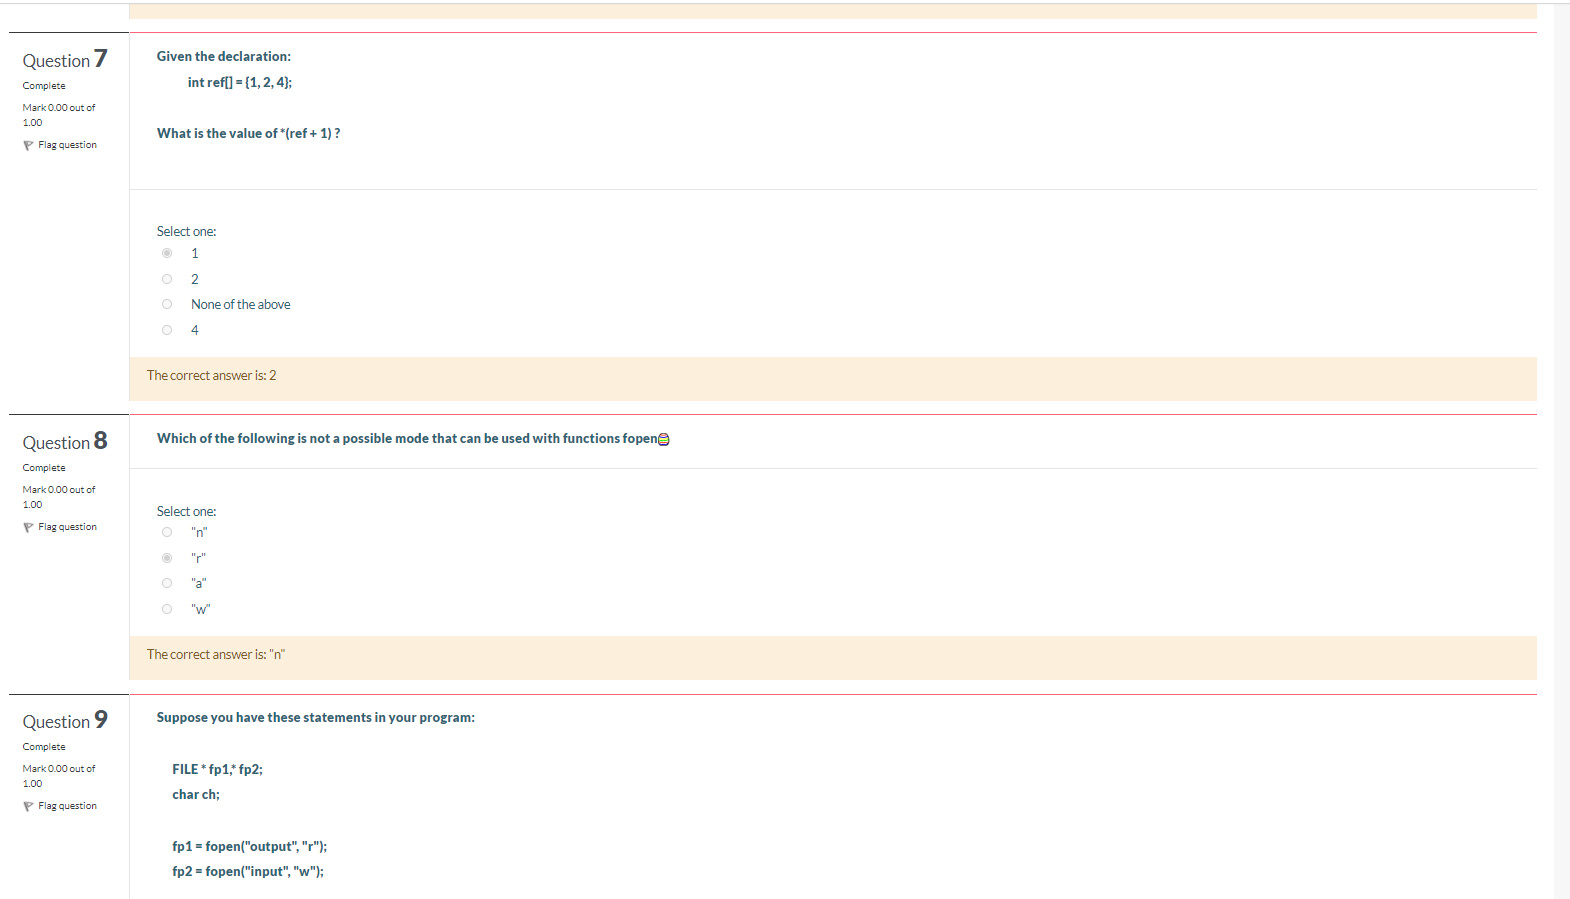 Question 7
Complete
Mark 0.00 out of
1.00
Flag question
Given the declaration:
int ref[] = {1, 2, 4};
What is the value of *(ref + 1) ?
Select one:
1
2
None of the above
4
The correct answer is: 2
Question 8
Complete
Mark 0.00 out of
1.00
Flag question
Which of the following is not a possible mode that can be used with functions fopen
Select one:
"n"
"r"
"a"
"w"
The correct answer is: "n"
Question 9
Complete
Mark 0.00 out of
1.00
Flag question
Suppose you have these statements in your program:
FILE * fp1,* fp2;
char ch;
fp1 = fopen("output", "r");
fp2 = fopen("input", "w");